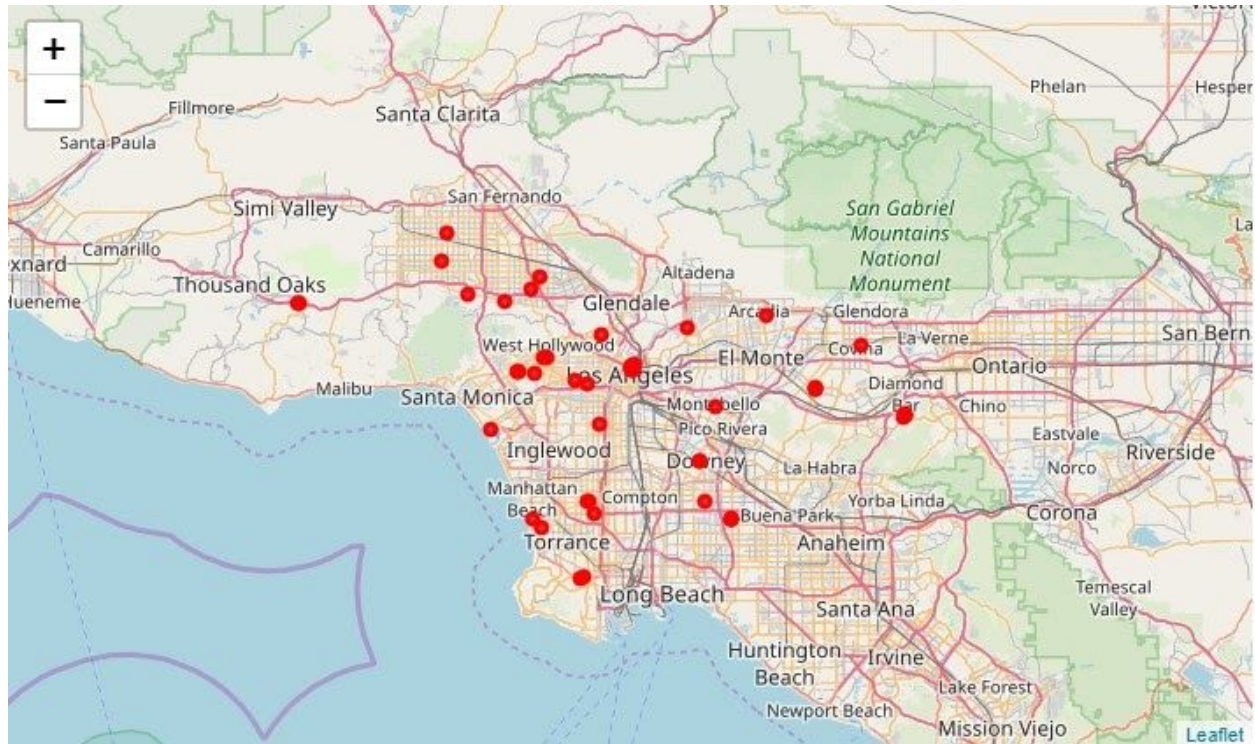 +
−
Victor
Phelan
Hesper
Fillmore
Santa Clarita
Santa Paula
San Fernando
Simi Valley
San Gabriel
Mountains
National
Monument
La
Camarillo
xnard
Hueneme
Thousand Oaks
Altadena
Glendale
Arcadia
Glendora
San Bern
West Hollywood
La Verne
Covina
El Monte
Ontario
Los Angeles
Diamond
Bar
Malibu
Santa Monica
Montebello
Chino
Pico Rivera
Eastvale
Inglewood
Riverside
Downey
La Habra
Norco
Manhattan
Beach
Compton
Yorba Linda
Buena Park
Corona
Torrance
Anaheim
Long Beach
Temescal
Valley
Santa Ana
Huntington
Beach
Irvine
Lake Forest
Newport Beach
Mission Viejo
Leaflet